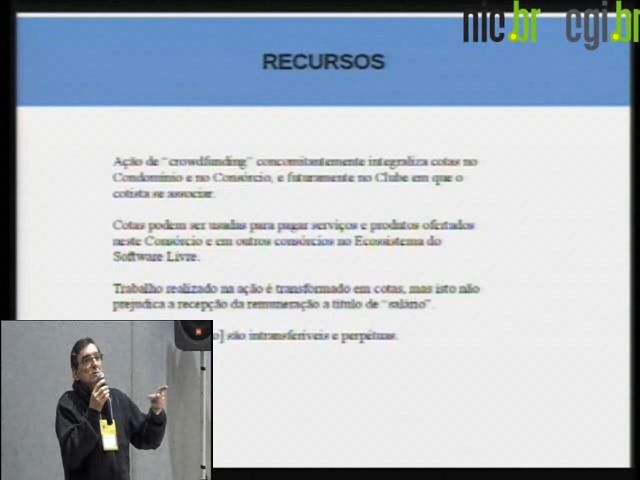 nic.br cgi.br
RECURSOS
Ação de "crowdfunding" concomitantemente integraliza cotas no
Condomínio e no Consórcio, e futuramente no Clube em que o
cotista se associar.
Cotas podem ser usadas para pagar serviços e produtos ofertados
neste Consórcio e em outros consórcios no Ecossistema do
Software Livre.
Trabalho realizado na ação é transformado em cotas, mas isto não
prejudica a recepção da remuneração a título de "salário".
são intransferíveis e perpétuas.